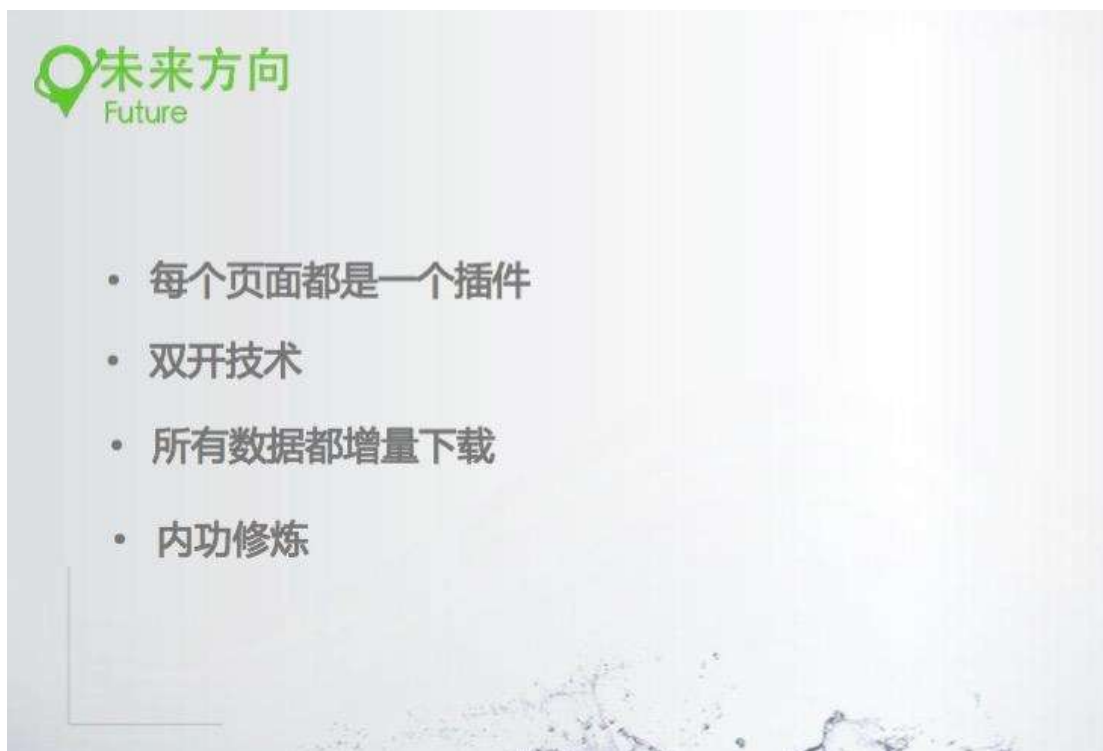 未来方向
Future
• 每个页面都是一个插件
• 双开技术
• 所有数据都增量下载
• 内功修炼